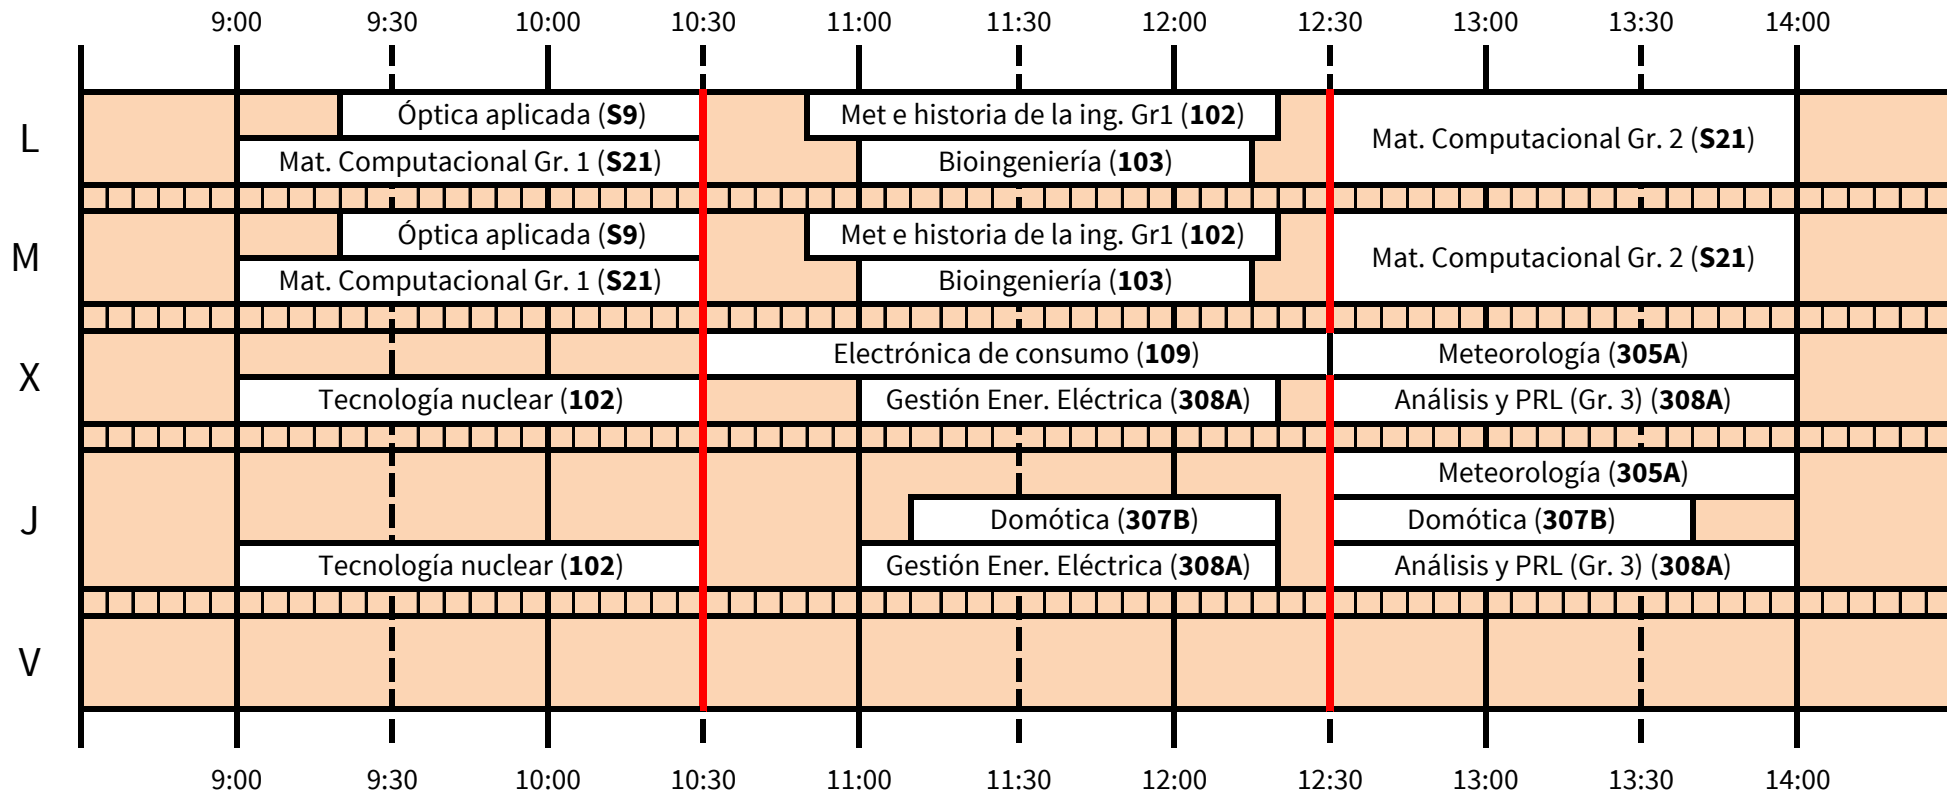 9:00 9:30 10:00 10:30 11:00 11:30 12:00 12:30 13:00 13:30 14:00
L
Óptica aplicada (S9) Met e historia de la ing. Gr1 (102) Mat. Computacional Gr. 2 (S21)
Mat. Computacional Gr. 1 (S21) Bioingeniería (103)
M
Óptica aplicada (S9) Met e historia de la ing. Gr1 (102) Mat. Computacional Gr. 2 (S21)
Mat. Computacional Gr. 1 (S21) Bioingeniería (103)
X
Electrónica de consumo (109) Meteorología (305A)
Tecnología nuclear (102) Gestión Ener. Eléctrica (308A) Análisis y PRL (Gr. 3) (308A)
J
Meteorología (305A)
Domótica (307B) Domótica (307B)
Tecnología nuclear (102) Gestión Ener. Eléctrica (308A) Análisis y PRL (Gr. 3) (308A)
V
9:00 9:30 10:00 10:30 11:00 11:30 12:00 12:30 13:00 13:30 14:00